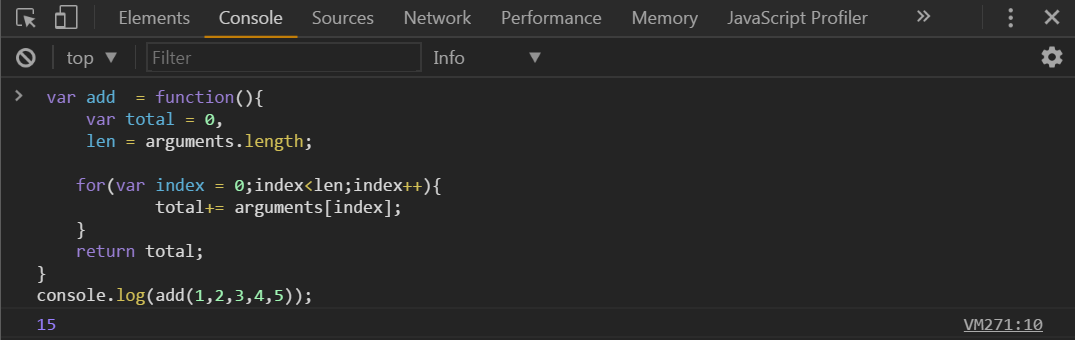 Elements Console Sources Network Performance Memory JavaScript Profiler »
top ▼ Filter Info ▼
> var add  = function(){
var total = 0,
len = arguments.length;
for(var index = 0;index<len;index++){
total+= arguments[index];
}
return total;
}
console.log(add(1,2,3,4,5));
15 VM271:10